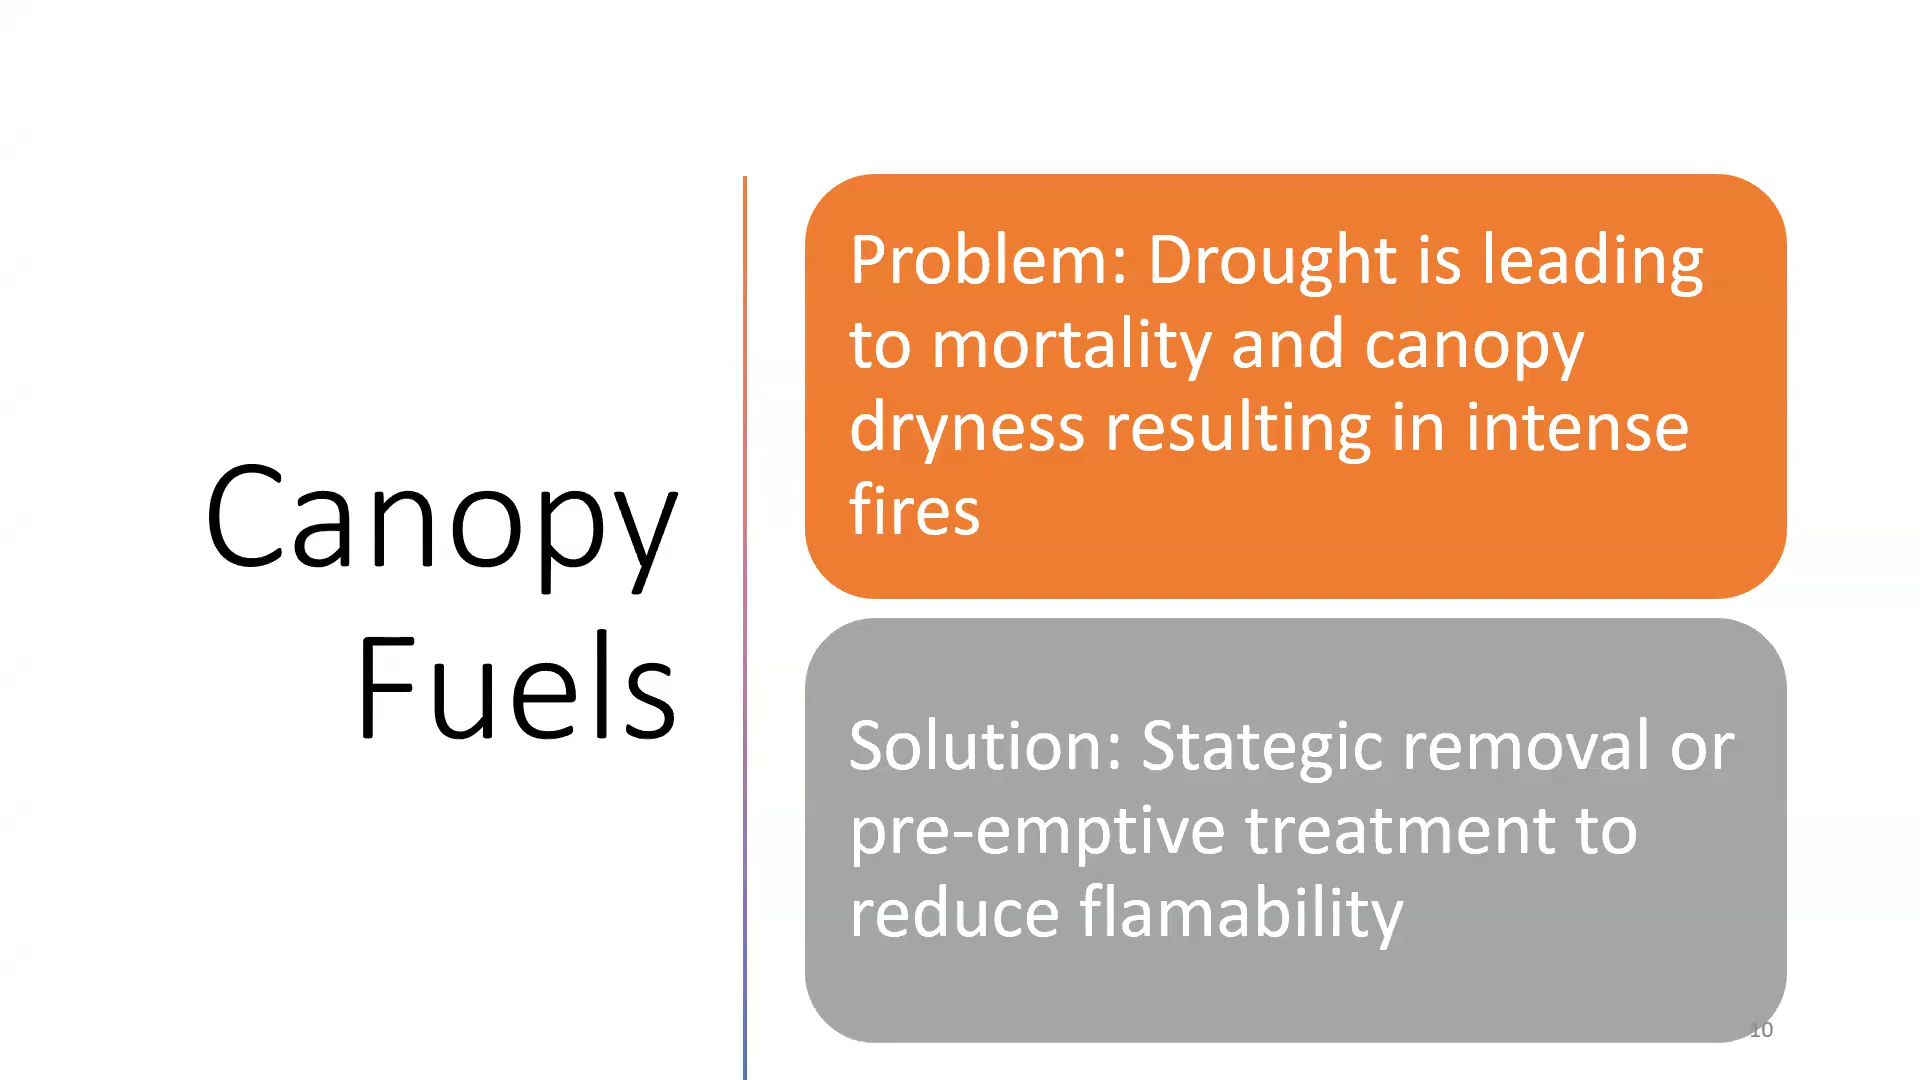 Canopy
Fuels
Problem: Drought is leading
to mortality and canopy
dryness resulting in intense
fires
Solution: Stategic removal or
pre-emptive treatment to
reduce flamability
10